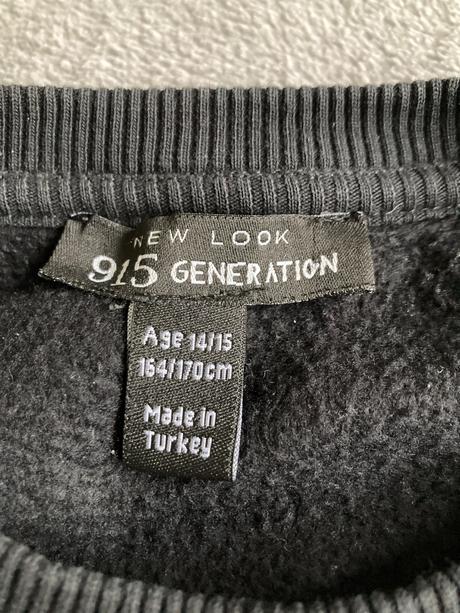 NEW LOOK
915 GENERATION
Age 14/15
164/170cm
Made in
Turkey